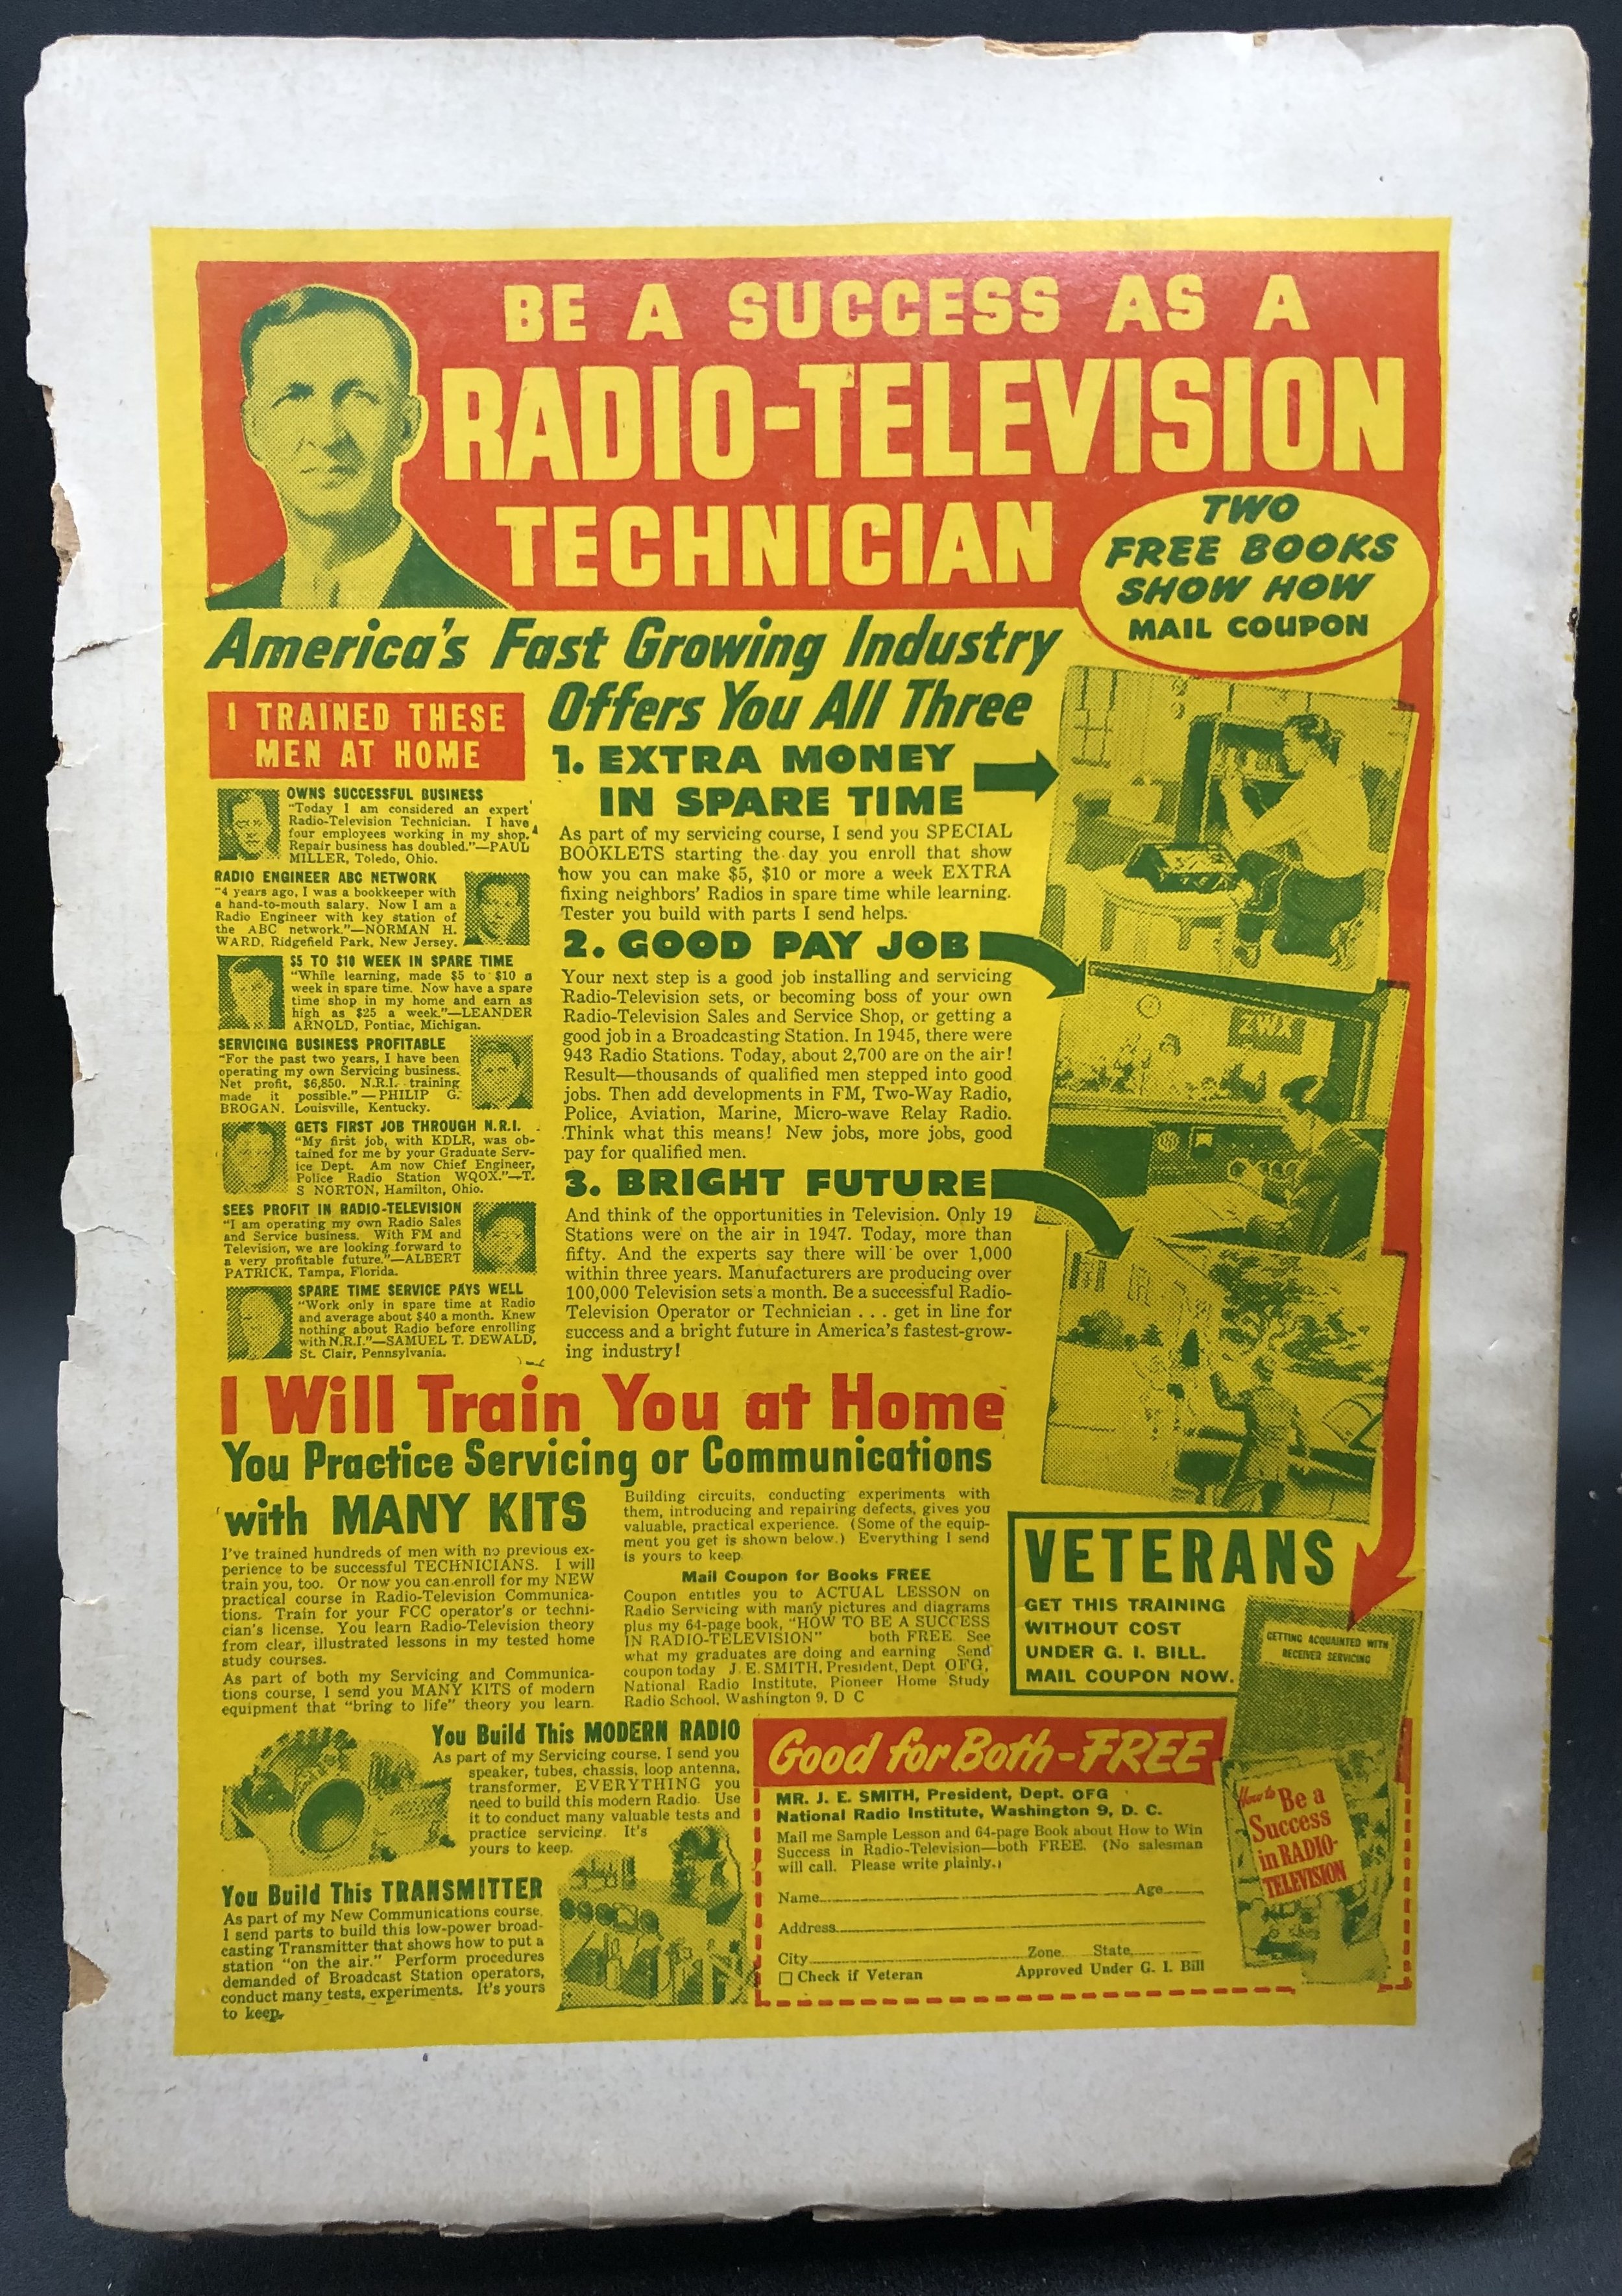 BE A SUCCESS AS A
RADIO-TELEVISION
TECHNICIAN
TWO
FREE BOOKS
SHOW HOW
MAIL COUPON
America's Fast Growing Industry
Offers You All Three
I TRAINED THESE
MEN AT HOME
OWNS SUCCESSFUL BUSINESS
"Today I am considered an expert
Radio-Television Technician. I have
four employees working in my shop.
Repair business has doubled."—PAUL
MILLER, Toledo, Ohio.
RADIO ENGINEER ABC NETWORK
"4 years ago, I was a bookkeeper with
a hand-to-mouth salary. Now I am a
Radio Engineer with key station of
the ABC network."—NORMAN H.
WARD, Ridgefield Park, New Jersey.
$5 TO $10 WEEK IN SPARE TIME
"While learning, made $5 to $10 a
week in spare time. Now have a spare
time shop in my home and earn as
high as $25 a week."—LEANDER
ARNOLD, Pontiac, Michigan.
SERVICING BUSINESS PROFITABLE
"For the past two years, I have been
operating my own Servicing business.
Net profit, $6,850. N.R.I. training
made it possible."—PHILIP G.
BROGAN, Louisville, Kentucky.
GETS FIRST JOB THROUGH N.R.I.
"My first job, with KDLR, was ob-
tained for me by your Graduate Serv-
ice Dept. Am now Chief Engineer,
Police Radio Station WQOX."—T.
S NORTON, Hamilton, Ohio.
SEES PROFIT IN RADIO-TELEVISION
"I am operating my own Radio Sales
and Service business. With FM and
Television, we are looking forward to
a very profitable future."—ALBERT
PATRICK, Tampa, Florida.
SPARE TIME SERVICE PAYS WELL
"Work only in spare time at Radio
and average about $40 a month. Knew
nothing about Radio before enrolling
with N.R.I."—SAMUEL T. DEWALD,
St. Clair, Pennsylvania.
1. EXTRA MONEY
IN SPARE TIME
As part of my servicing course, I send you SPECIAL
BOOKLETS starting the day you enroll that show
how you can make $5, $10 or more a week EXTRA
fixing neighbors' Radios in spare time while learning.
Tester you build with parts I send helps.
2. GOOD PAY JOB
Your next step is a good job installing and servicing
Radio-Television sets, or becoming boss of your own
Radio-Television Sales and Service Shop, or getting a
good job in a Broadcasting Station. In 1945, there were
943 Radio Stations. Today, about 2,700 are on the air!
Result—thousands of qualified men stepped into good
jobs. Then add developments in FM, Two-Way Radio,
Police, Aviation, Marine, Micro-wave Relay Radio.
Think what this means! New jobs, more jobs, good
pay for qualified men.
ZWX
3. BRIGHT FUTURE
And think of the opportunities in Television. Only 19
Stations were on the air in 1947. Today, more than
fifty. And the experts say there will be over 1,000
within three years. Manufacturers are producing over
100,000 Television sets a month. Be a successful Radio-
Television Operator or Technician . . . get in line for
success and a bright future in America's fastest-grow-
ing industry!
I Will Train You at Home
You Practice Servicing or Communications
with MANY KITS
I've trained hundreds of men with no previous ex-
perience to be successful TECHNICIANS. I will
train you, too. Or now you can enroll for my NEW
practical course in Radio-Television Communica-
tions. Train for your FCC operator's or techni-
cian's license. You learn Radio-Television theory
from clear, illustrated lessons in my tested home
study courses.
As part of both my Servicing and Communica-
tions course, I send you MANY KITS of modern
equipment that "bring to life" theory you learn.
Building circuits, conducting experiments with
them, introducing and repairing defects, gives you
valuable, practical experience. (Some of the equip-
ment you get is shown below.) Everything I send
is yours to keep
Mail Coupon for Books FREE
Coupon entitles you to ACTUAL LESSON on
Radio Servicing with many pictures and diagrams
plus my 64-page book, "HOW TO BE A SUCCESS
IN RADIO-TELEVISION" both FREE. See
what my graduates are doing and earning Send
coupon today J. E. SMITH, President, Dept OFG,
National Radio Institute, Pioneer Home Study
Radio School, Washington 9, D C
VETERANS
GET THIS TRAINING
WITHOUT COST
UNDER G. I. BILL.
MAIL COUPON NOW.
GETTING ACQUAINTED WITH
RECEIVER SERVICING
You Build This MODERN RADIO
As part of my Servicing course, I send you
speaker, tubes, chassis, loop antenna,
transformer, EVERYTHING you
need to build this modern Radio. Use
it to conduct many valuable tests and
practice servicing. It's
yours to keep.
You Build This TRANSMITTER
As part of my New Communications course.
I send parts to build this low-power broad-
casting Transmitter that shows how to put a
station "on the air." Perform procedures
demanded of Broadcast Station operators,
conduct many tests, experiments. It's yours
to keep.
Good for Both-FREE
MR. J. E. SMITH, President, Dept. OFG
National Radio Institute, Washington 9, D. C.
Mail me Sample Lesson and 64-page Book about How to Win
Success in Radio-Television—both FREE. (No salesman
will call. Please write plainly.)
Name Age
Address
City Zone State
Check if Veteran Approved Under G. I. Bill
How to Be a
Success
in RADIO-
TELEVISION